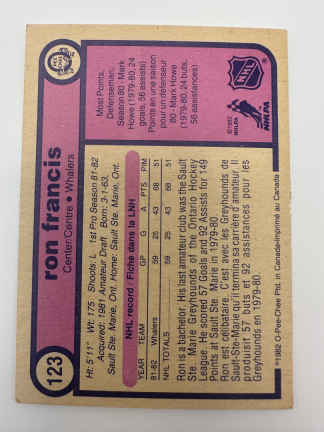 123
ron francis
Center/Centre • Whalers
Ht: 5'11" Wt: 175 Shoots: L 1st Pro Season 81-82
Acquired: 1981 Amateur Draft Born: 3-1-63,
Sault Ste. Marie, Ont. Home: Sault Ste. Marie, Ont.
NHL record / Fiche dans la LNH
YEAR TEAM GP G A PTS PIM
81-82 Whalers 59 25 43 68 51
NHL TOTALS 59 25 43 68 51
Ron is a bachelor. His last amateur club was the Sault
Ste. Marie Greyhounds of the Ontario Hockey
League. He scored 57 Goals and 92 Assists for 149
Points at Sault Ste. Marie in 1979-80.
Ron est célibataire. C'est avec les Greyhounds de
Sault-Ste-Marie qu'il termina sa carrière d'amateur. Il
produisit 57 buts et 92 assistances pour les
Greyhounds en 1979-80.
Most Points,
Defenseman,
Season 80 · Mark
Howe (1979-80, 24
goals, 56 assists)
Points en une saison
pour un défenseur
80 · Mark Howe
(1979-80, 24 buts,
56 assistances)
NHL
©1982
NHLPA
NHLPA
©1982 O-Pee-Chee Ptd. in Canada-Imprimé au Canada